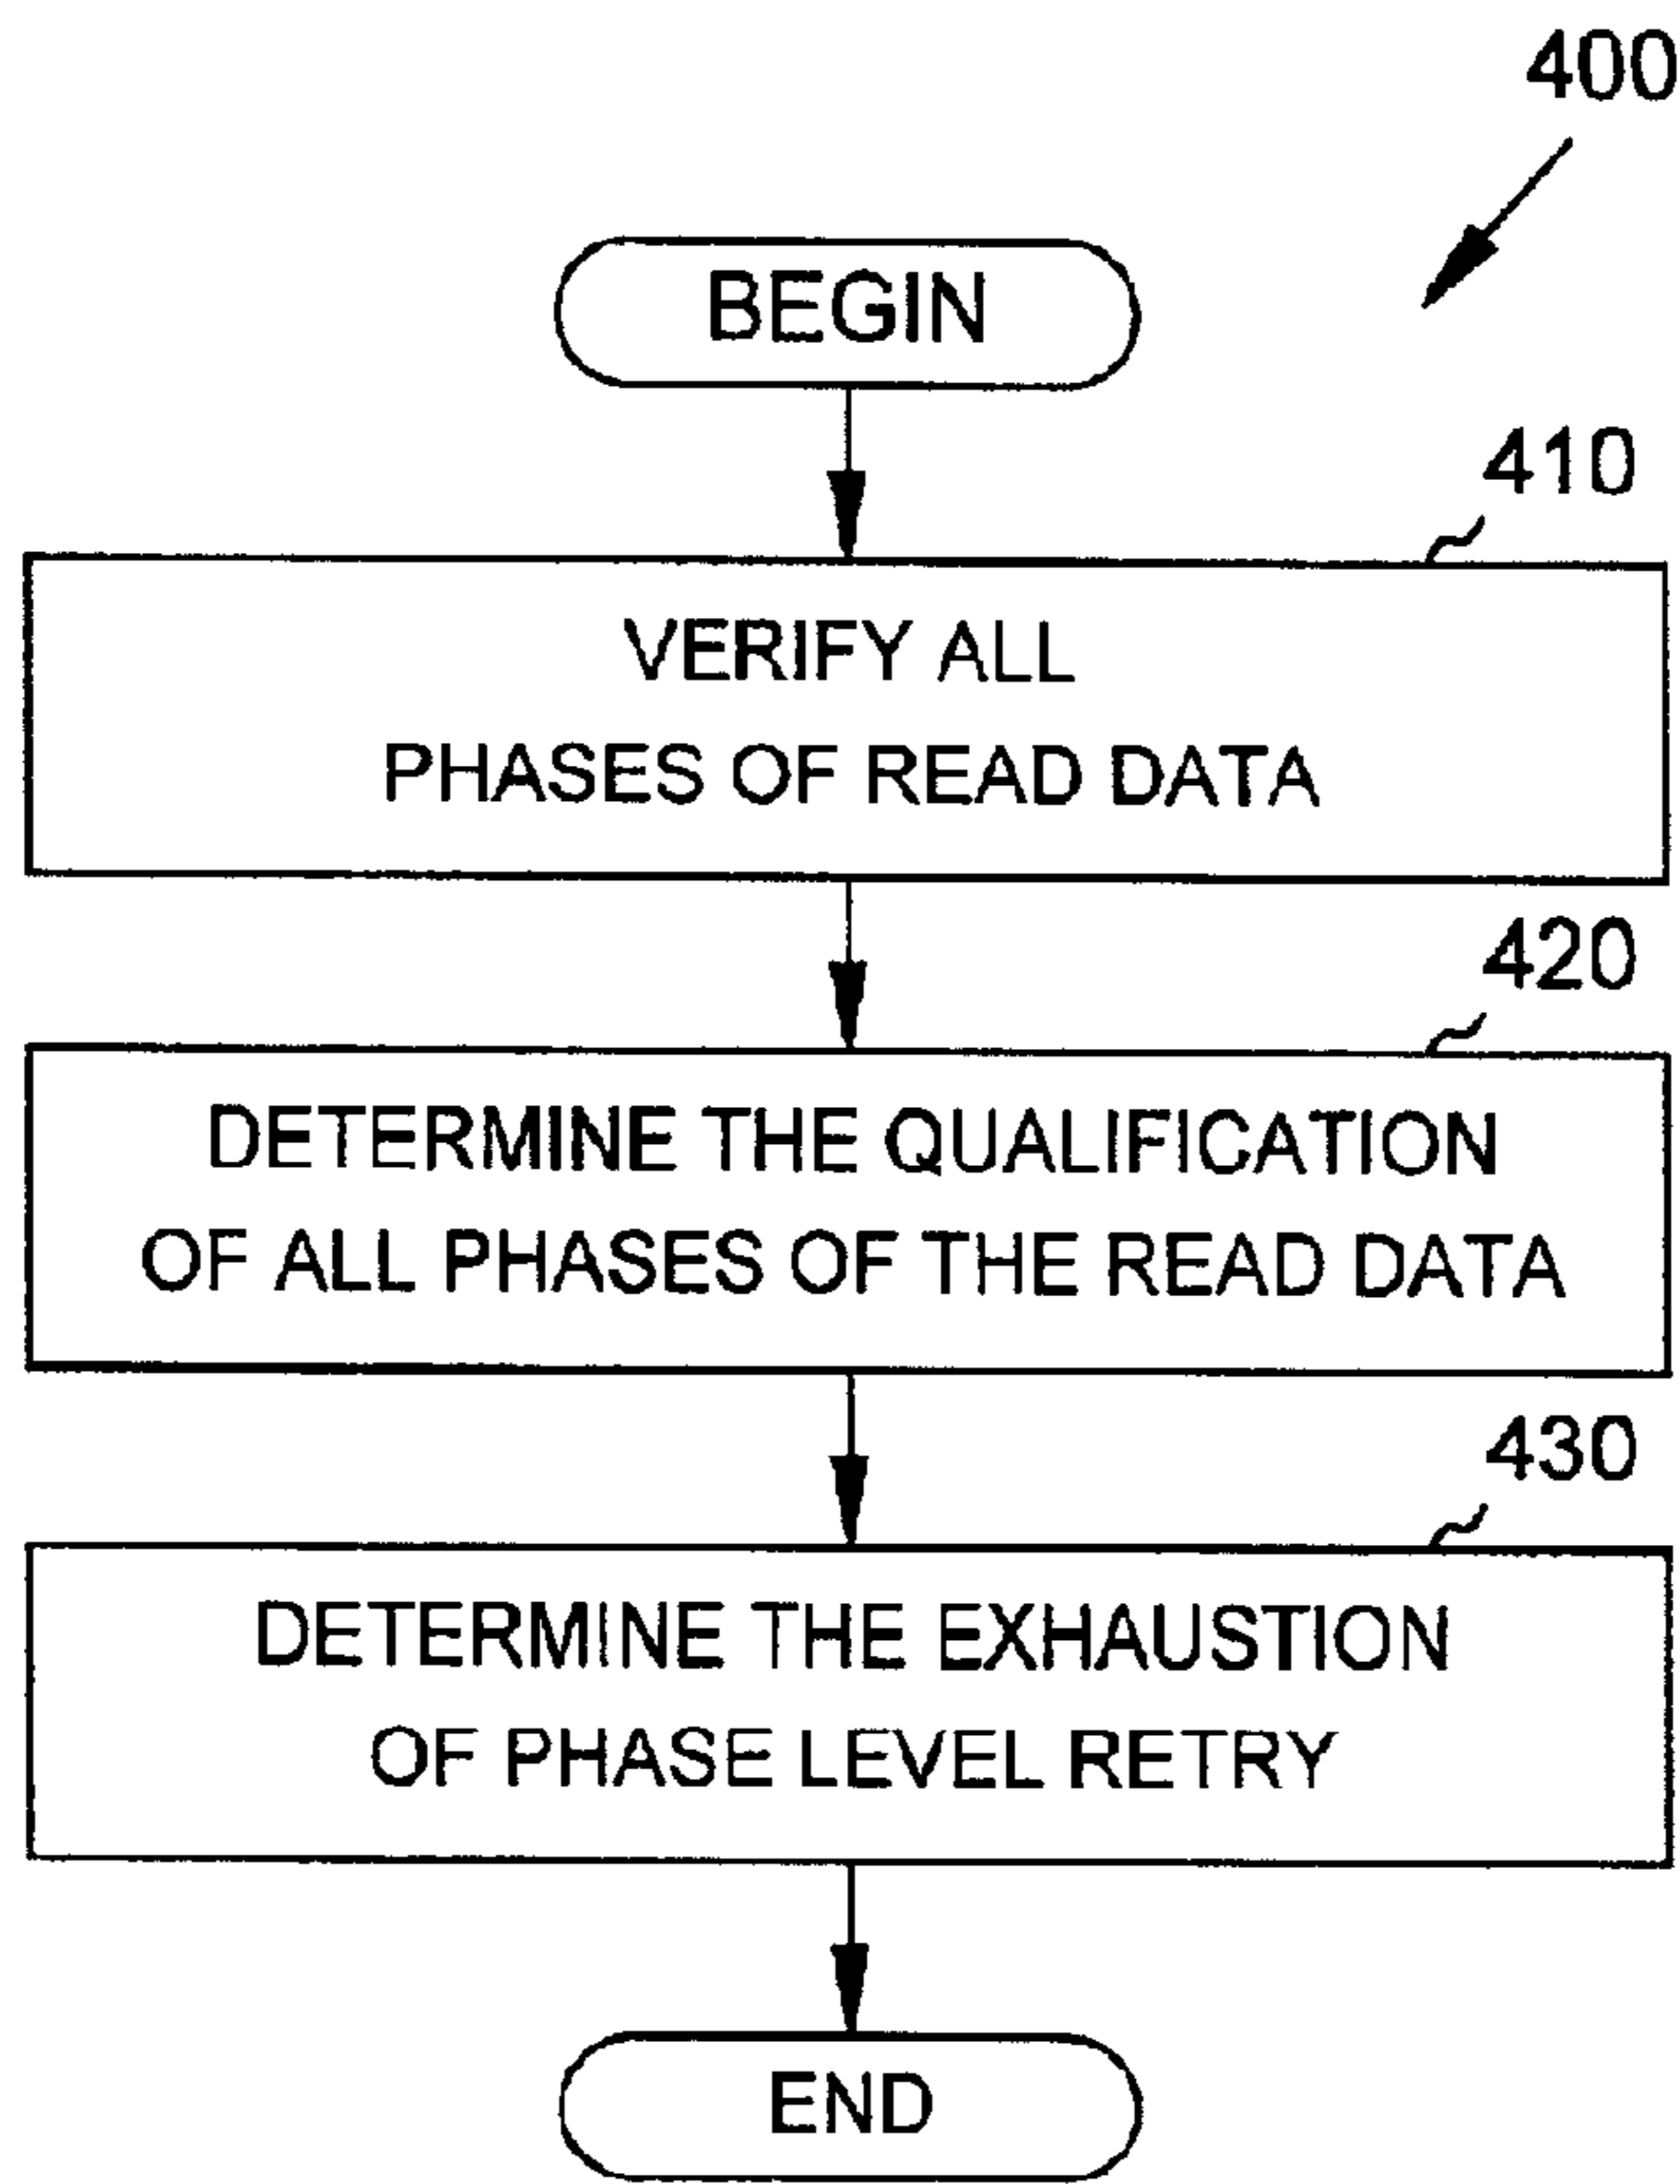 400
BEGIN
410
VERIFY ALL
PHASES OF READ DATA
420
DETERMINE THE QUALIFICATION
OF ALL PHASES OF THE READ DATA
430
DETERMINE THE EXHAUSTION
OF PHASE LEVEL RETRY
END